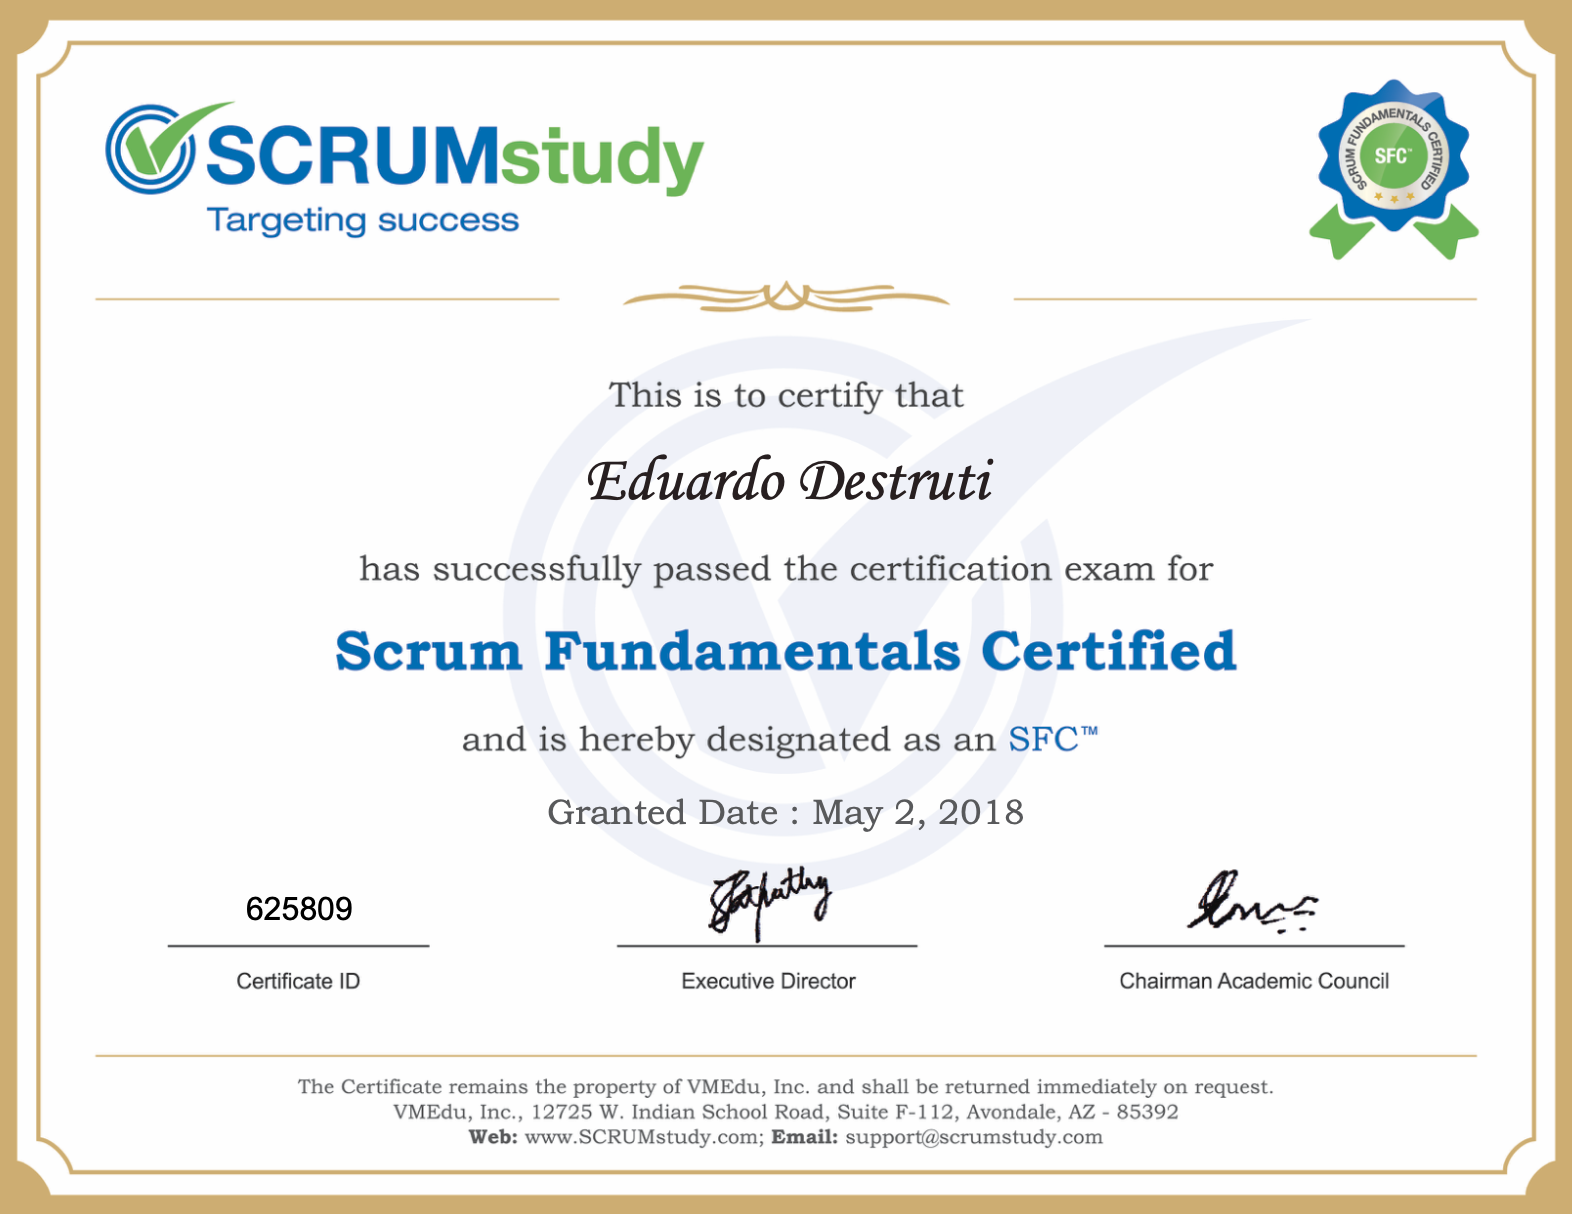 SCRUMstudy
Targeting success
SCRUM FUNDAMENTALS CERTIFIED
SFC™
This is to certify that
Eduardo Destruti
has successfully passed the certification exam for
Scrum Fundamentals Certified
and is hereby designated as an SFC™
Granted Date : May 2, 2018
625809
Certificate ID
Executive Director
Chairman Academic Council
The Certificate remains the property of VMEdu, Inc. and shall be returned immediately on request.
VMEdu, Inc., 12725 W. Indian School Road, Suite F-112, Avondale, AZ - 85392
Web: www.SCRUMstudy.com; Email: support@scrumstudy.com